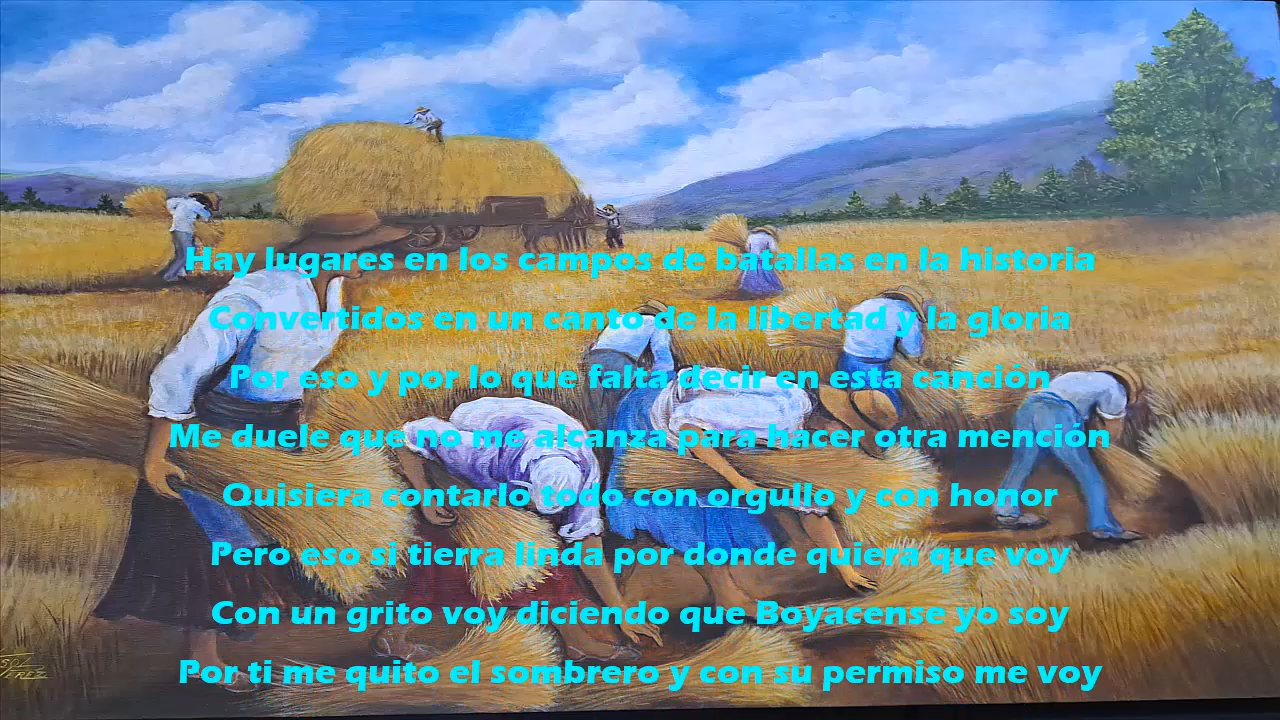 Hay lugares en los campos de batallas en la historia
Convertidos en un canto de la libertad y la gloria
Por eso y por lo que falta decir en esta canción
Me duele que no me alcanza para hacer otra mención
Quisiera contarlo todo con orgullo y con honor
Pero eso si tierra linda por donde quiera que voy
Con un grito voy diciendo que Boyacense yo soy
Por ti me quito el sombrero y con su permiso me voy
SOL
PEREZ